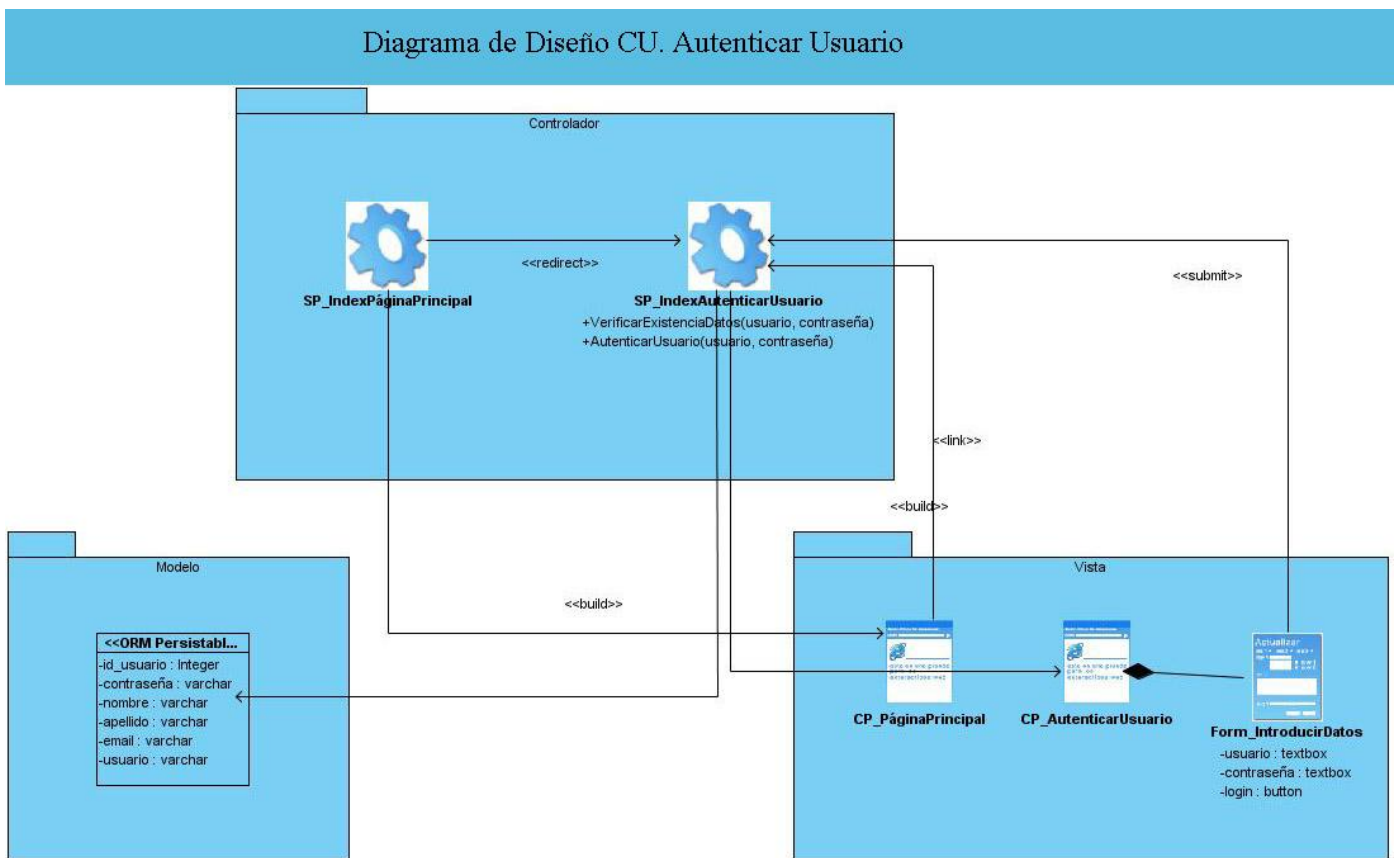 Diagrama de Diseño CU. Autenticar Usuario
Controlador
<<redirect>>
SP_IndexPáginaPrincipal
SP_IndexAutenticarUsuario
+VerificarExistenciaDatos(usuario, contraseña)
+AutenticarUsuario(usuario, contraseña)
<<submit>>
<<link>>
<<build>>
Modelo
<<ORM Persistabl...
-id_usuario : Integer
-contraseña : varchar
-nombre : varchar
-apellido : varchar
-email : varchar
-usuario : varchar
<<build>>
Vista
CP_PáginaPrincipal
CP_AutenticarUsuario
Actualizar
Form_IntroducirDatos
-usuario : textbox
-contraseña : textbox
-login : button